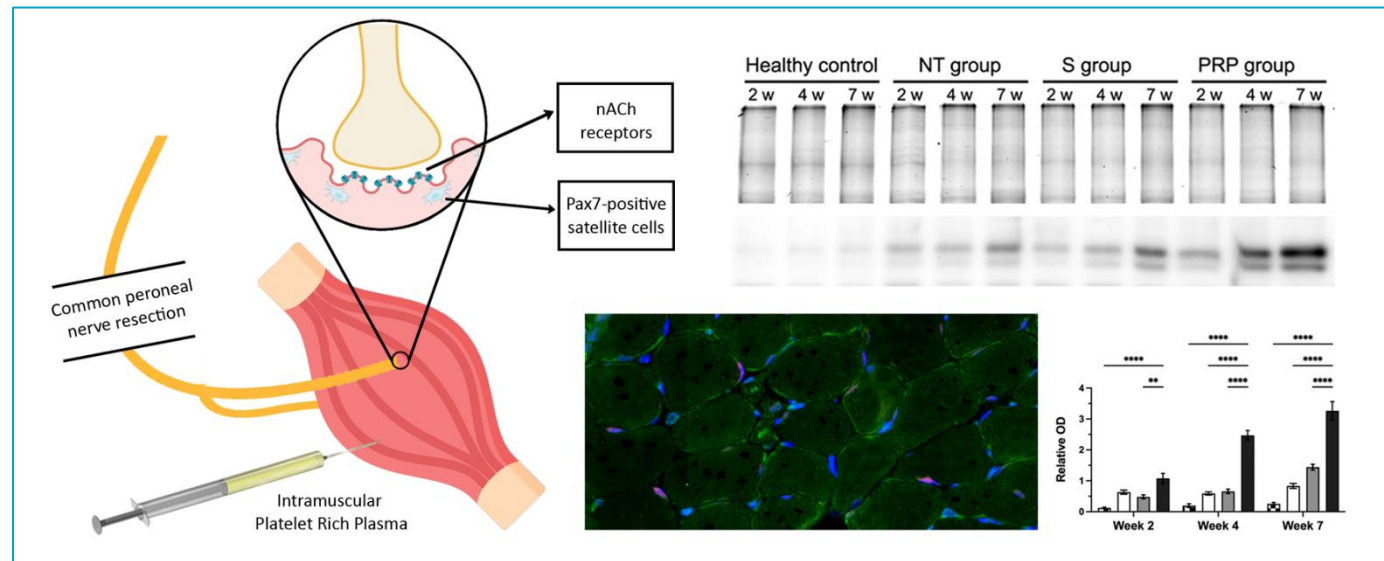 nACh
receptors
Pax7-positive
satellite cells
Common peroneal
nerve resection
Intramuscular
Platelet Rich Plasma
Healthy control NT group S group PRP group
2 w 4 w 7 w 2 w 4 w 7 w 2 w 4 w 7 w 2 w 4 w 7 w
**** **** ****
**** ****
** **** ****
Relative OD
4
3
2
1
0
Week 2 Week 4 Week 7